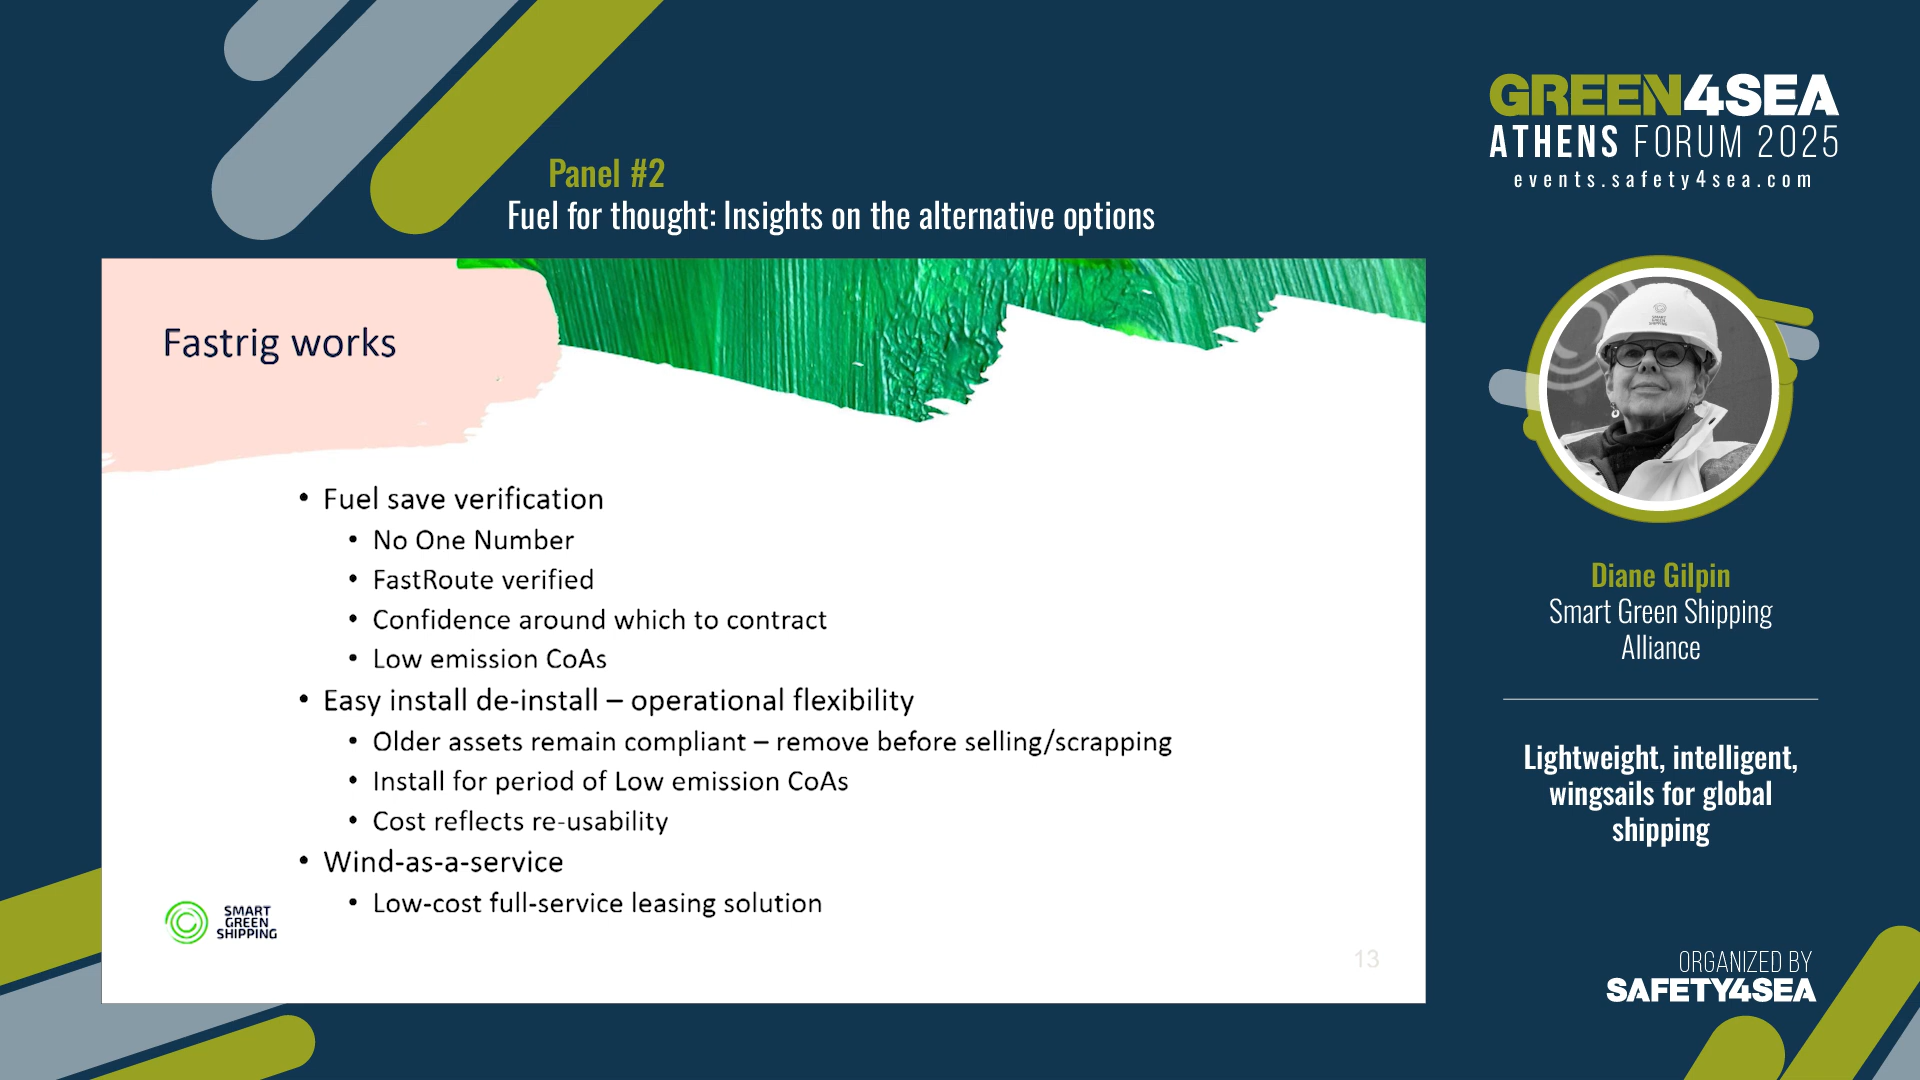 GREEN4SEA
ATHENS FORUM 2025
events.safety4sea.com
Panel #2
Fuel for thought: Insights on the alternative options
Fastrig works
• Fuel save verification
• No One Number
• FastRoute verified
• Confidence around which to contract
• Low emission CoAs
• Easy install de-install – operational flexibility
• Older assets remain compliant – remove before selling/scrapping
• Install for period of Low emission CoAs
• Cost reflects re-usability
• Wind-as-a-service
• Low-cost full-service leasing solution
SMART
GREEN
SHIPPING
13
SMART
GREEN
SHIPPING
Diane Gilpin
Smart Green Shipping
Alliance
Lightweight, intelligent,
wingsails for global
shipping
ORGANIZED BY
SAFETY4SEA